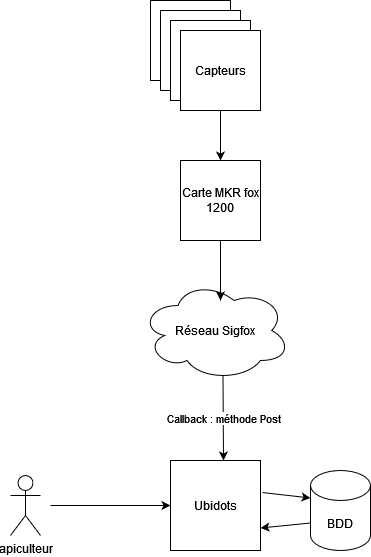 Capteurs
Carte MKR fox
1200
Réseau Sigfox
Callback : méthode Post
Ubidots
BDD
apiculteur